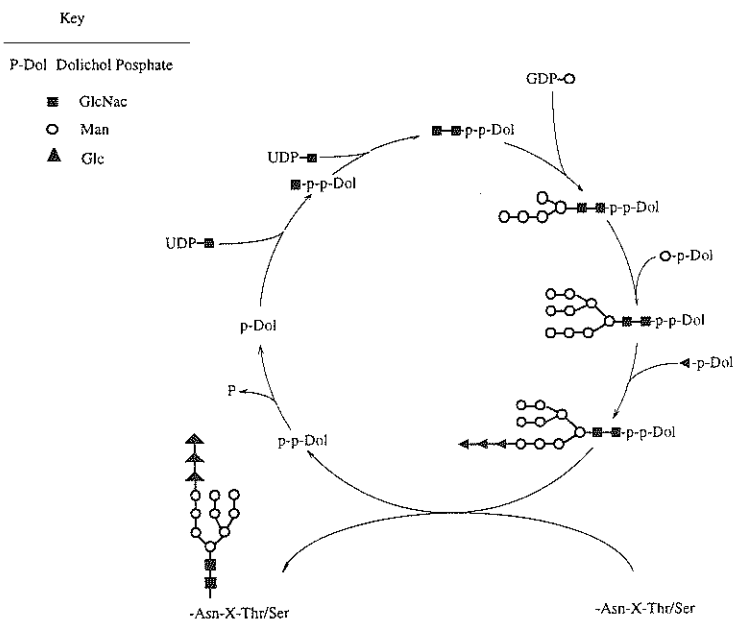 Key
P-Dol Dolichol Posphate
GlcNac
Man
Glc
GDP-
-p-p-Dol
UDP-
-p-p-Dol
-p-p-Dol
UDP-
-p-Dol
p-Dol
-p-p-Dol
-p-Dol
P
p-p-Dol
-p-p-Dol
-Asn-X-Thr/Ser
-Asn-X-Thr/Ser